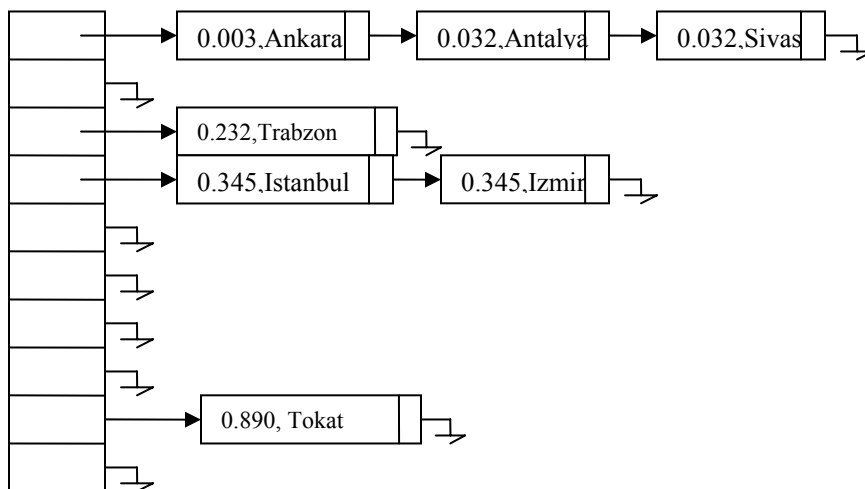 0.003,Ankara 0.032,Antalya 0.032,Sivas
0.232,Trabzon
0.345,Istanbul 0.345,Izmir
0.890, Tokat